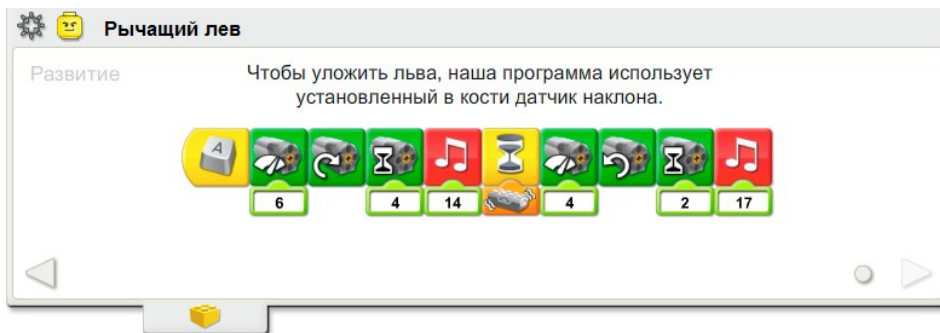 Рычащий лев
Развитие
Чтобы уложить льва, наша программа использует
установленный в кости датчик наклона.
A
6 4 14 4 2 17